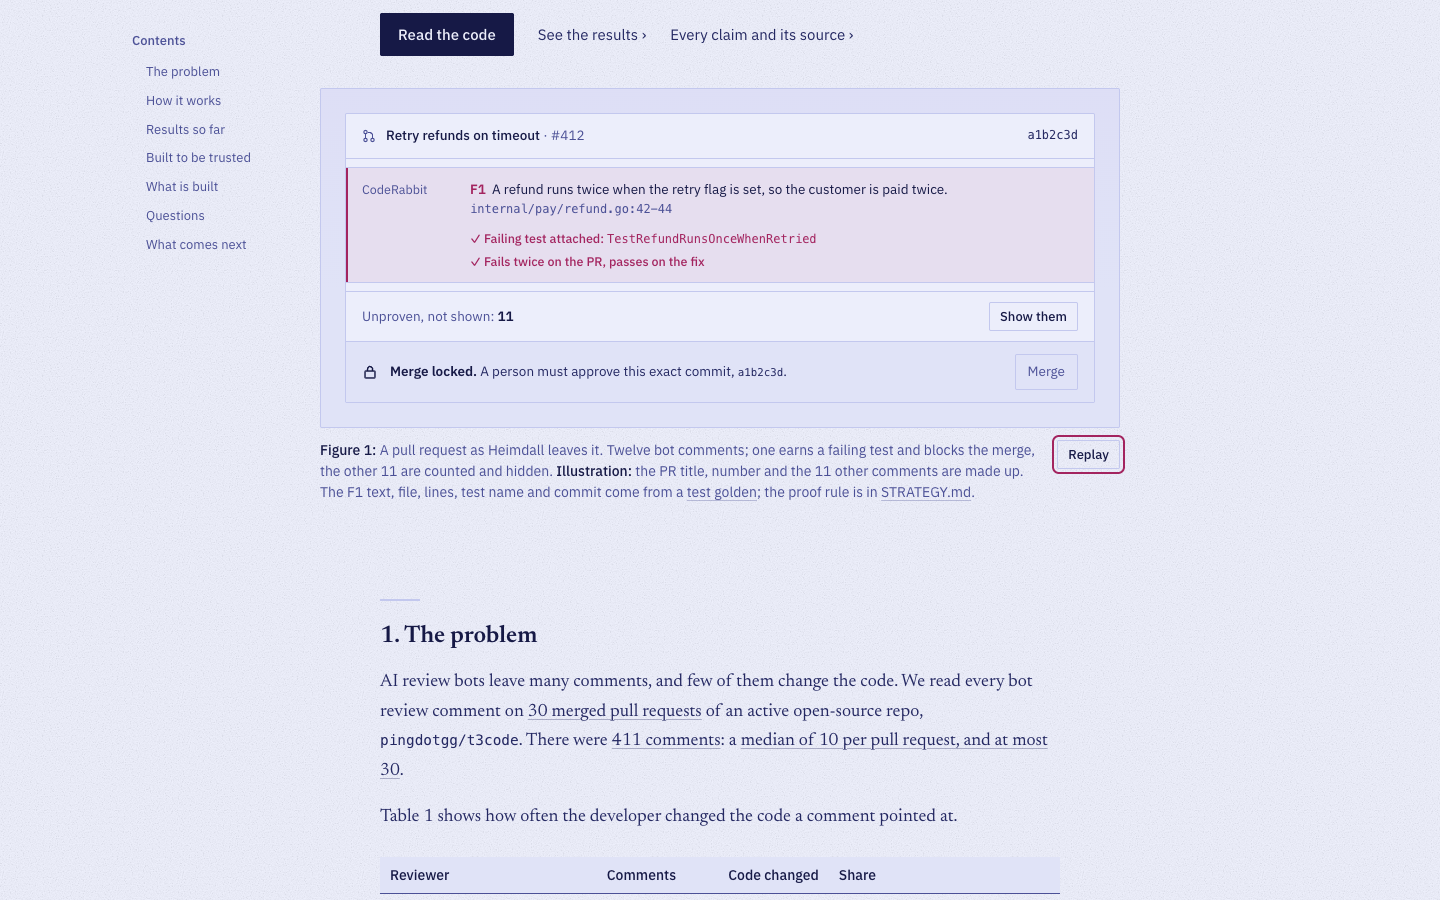 Contents
The problem
How it works
Results so far
Built to be trusted
What is built
Questions
What comes next
Read the code
See the results ›
Every claim and its source ›
Retry refunds on timeout · #412
a1b2c3d
CodeRabbit
F1 A refund runs twice when the retry flag is set, so the customer is paid twice.
internal/pay/refund.go:42–44
✓ Failing test attached: TestRefundRunsOnceWhenRetried
✓ Fails twice on the PR, passes on the fix
Unproven, not shown: 11
Show them
Merge locked. A person must approve this exact commit, a1b2c3d.
Merge
Figure 1: A pull request as Heimdall leaves it. Twelve bot comments; one earns a failing test and blocks the merge,
the other 11 are counted and hidden. Illustration: the PR title, number and the 11 other comments are made up.
The F1 text, file, lines, test name and commit come from a test golden; the proof rule is in STRATEGY.md.
Replay
1. The problem
AI review bots leave many comments, and few of them change the code. We read every bot
review comment on 30 merged pull requests of an active open-source repo,
pingdotgg/t3code. There were 411 comments: a median of 10 per pull request, and at most
30.
Table 1 shows how often the developer changed the code a comment pointed at.
Reviewer Comments Code changed Share